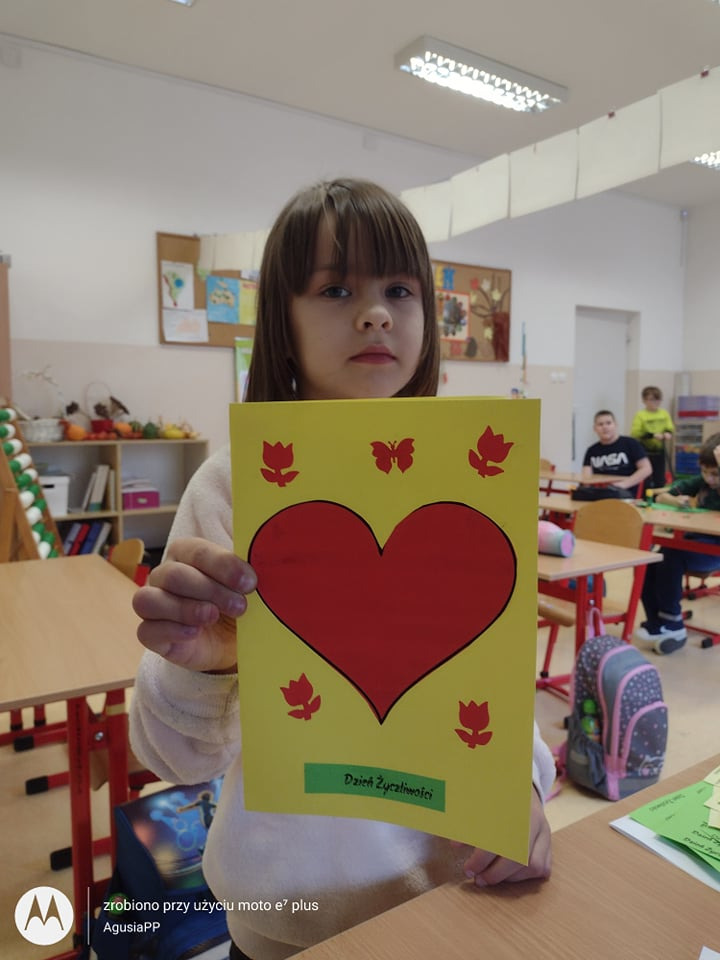 NASA
Dzień Życzliwości
zrobiono przy użyciu moto e⁷ plus
AgusiaPP